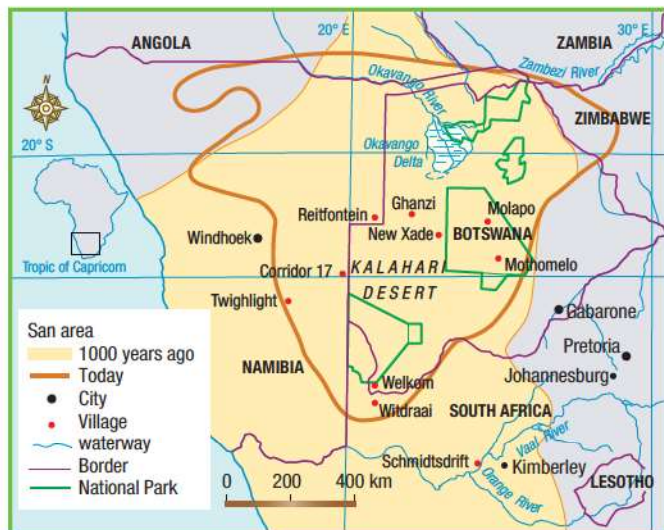 20° E
30° E
ANGOLA
ZAMBIA
Okavango
River
Zambezi River
N
ZIMBABWE
20° S
Okavango
Delta
Reitfontein
Ghanzi
Molapo
Windhoek
New Xade
BOTSWANA
Corridor 17
KALAHARI
DESERT
Mothomelo
Tropic of Capricorn
Twighlight
Gabarone
San area
1000 years ago
Today
City
Village
waterway
Border
National Park
NAMIBIA
Pretoria
Johannesburg
Welkom
Witdraai
SOUTH AFRICA
Vaal River
Schmidtsdrift
Kimberley
Orange River
LESOTHO
0 200 400 km